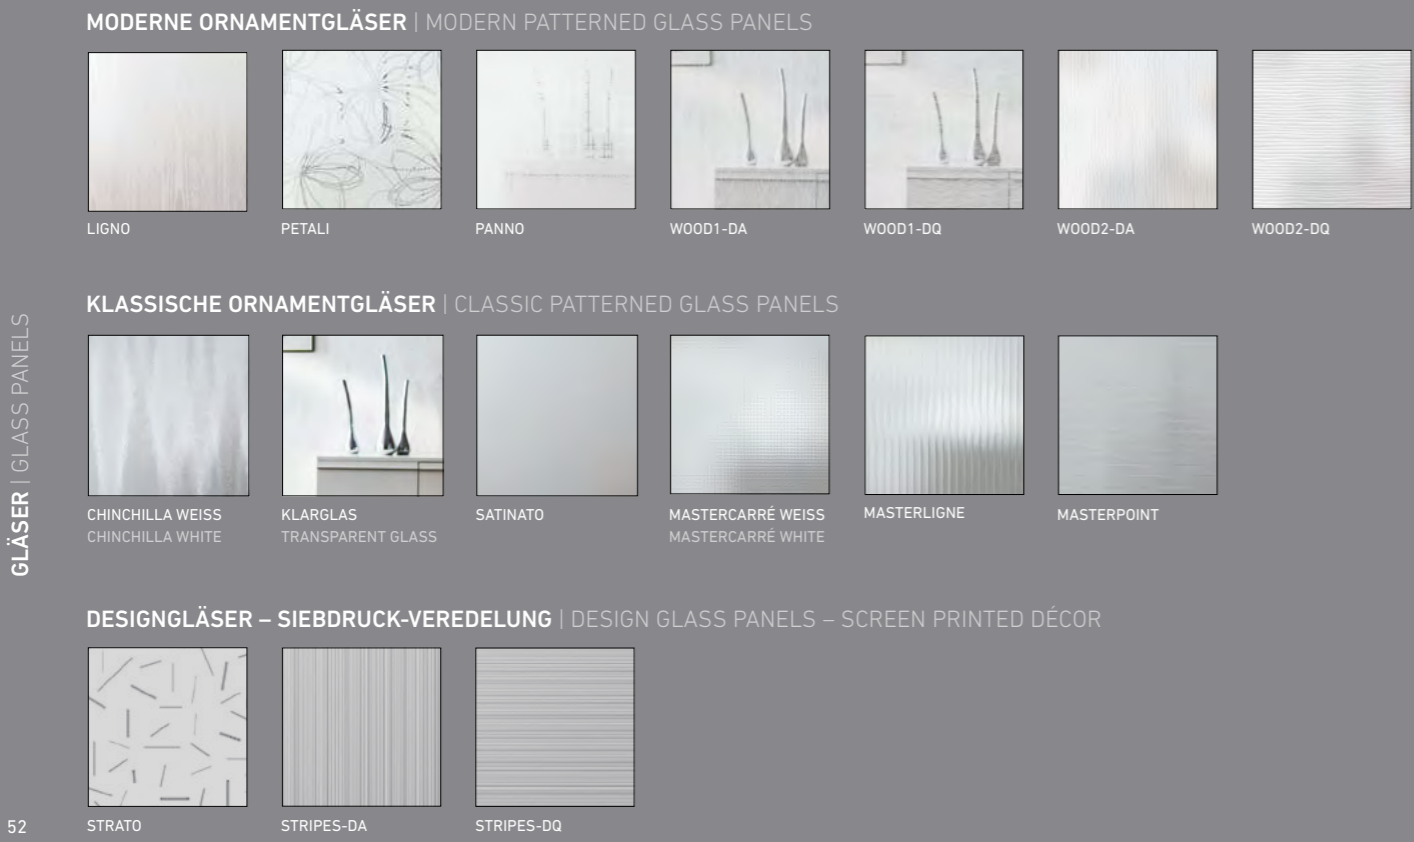 MODERNE ORNAMENTGLÄSER | MODERN PATTERNED GLASS PANELS
LIGNO
PETALI
PANNO
WOOD1-DA
WOOD1-DQ
WOOD2-DA
WOOD2-DQ
KLASSISCHE ORNAMENTGLÄSER | CLASSIC PATTERNED GLASS PANELS
CHINCHILLA WEISS
CHINCHILLA WHITE
KLARGLAS
TRANSPARENT GLASS
SATINATO
MASTERCARRÉ WEISS
MASTERCARRÉ WHITE
MASTERLIGNE
MASTERPOINT
DESIGNGLÄSER – SIEBDRUCK-VEREDELUNG | DESIGN GLASS PANELS – SCREEN PRINTED DÉCOR
STRATO
STRIPES-DA
STRIPES-DQ
GLÄSER | GLASS PANELS
52